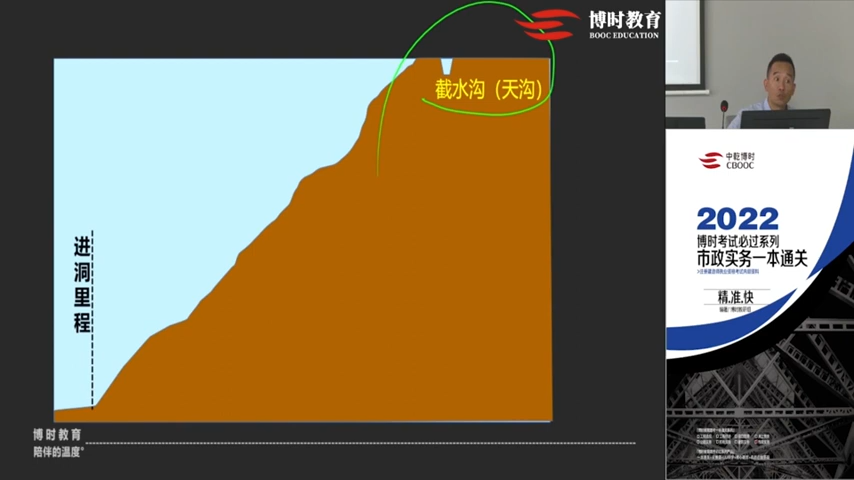 博时教育
BOOC EDUCATION
截水沟（天沟）
进洞里程
博时教育
陪伴的温度
中乾博时
CBOOC
2022
博时考试必过系列
市政实务一本通关
精.准.快